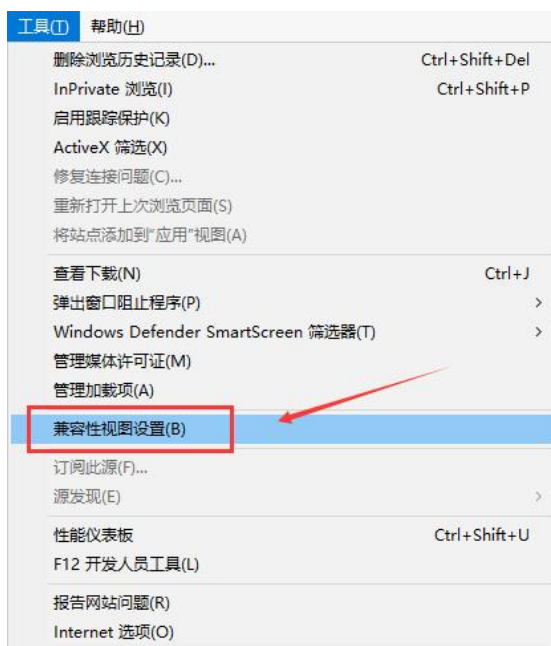 工具(T) 帮助(H)
删除浏览历史记录(D)... Ctrl+Shift+Del
InPrivate 浏览(I) Ctrl+Shift+P
启用跟踪保护(K)
ActiveX 筛选(X)
修复连接问题(C)...
重新打开上次浏览页面(S)
将站点添加到“应用”视图(A)
查看下载(N) Ctrl+J
弹出窗口阻止程序(P)
Windows Defender SmartScreen 筛选器(T)
管理媒体许可证(M)
管理加载项(A)
兼容性视图设置(B)
订阅此源(F)...
源发现(E)
性能仪表板 Ctrl+Shift+U
F12 开发人员工具(L)
报告网站问题(R)
Internet 选项(O)